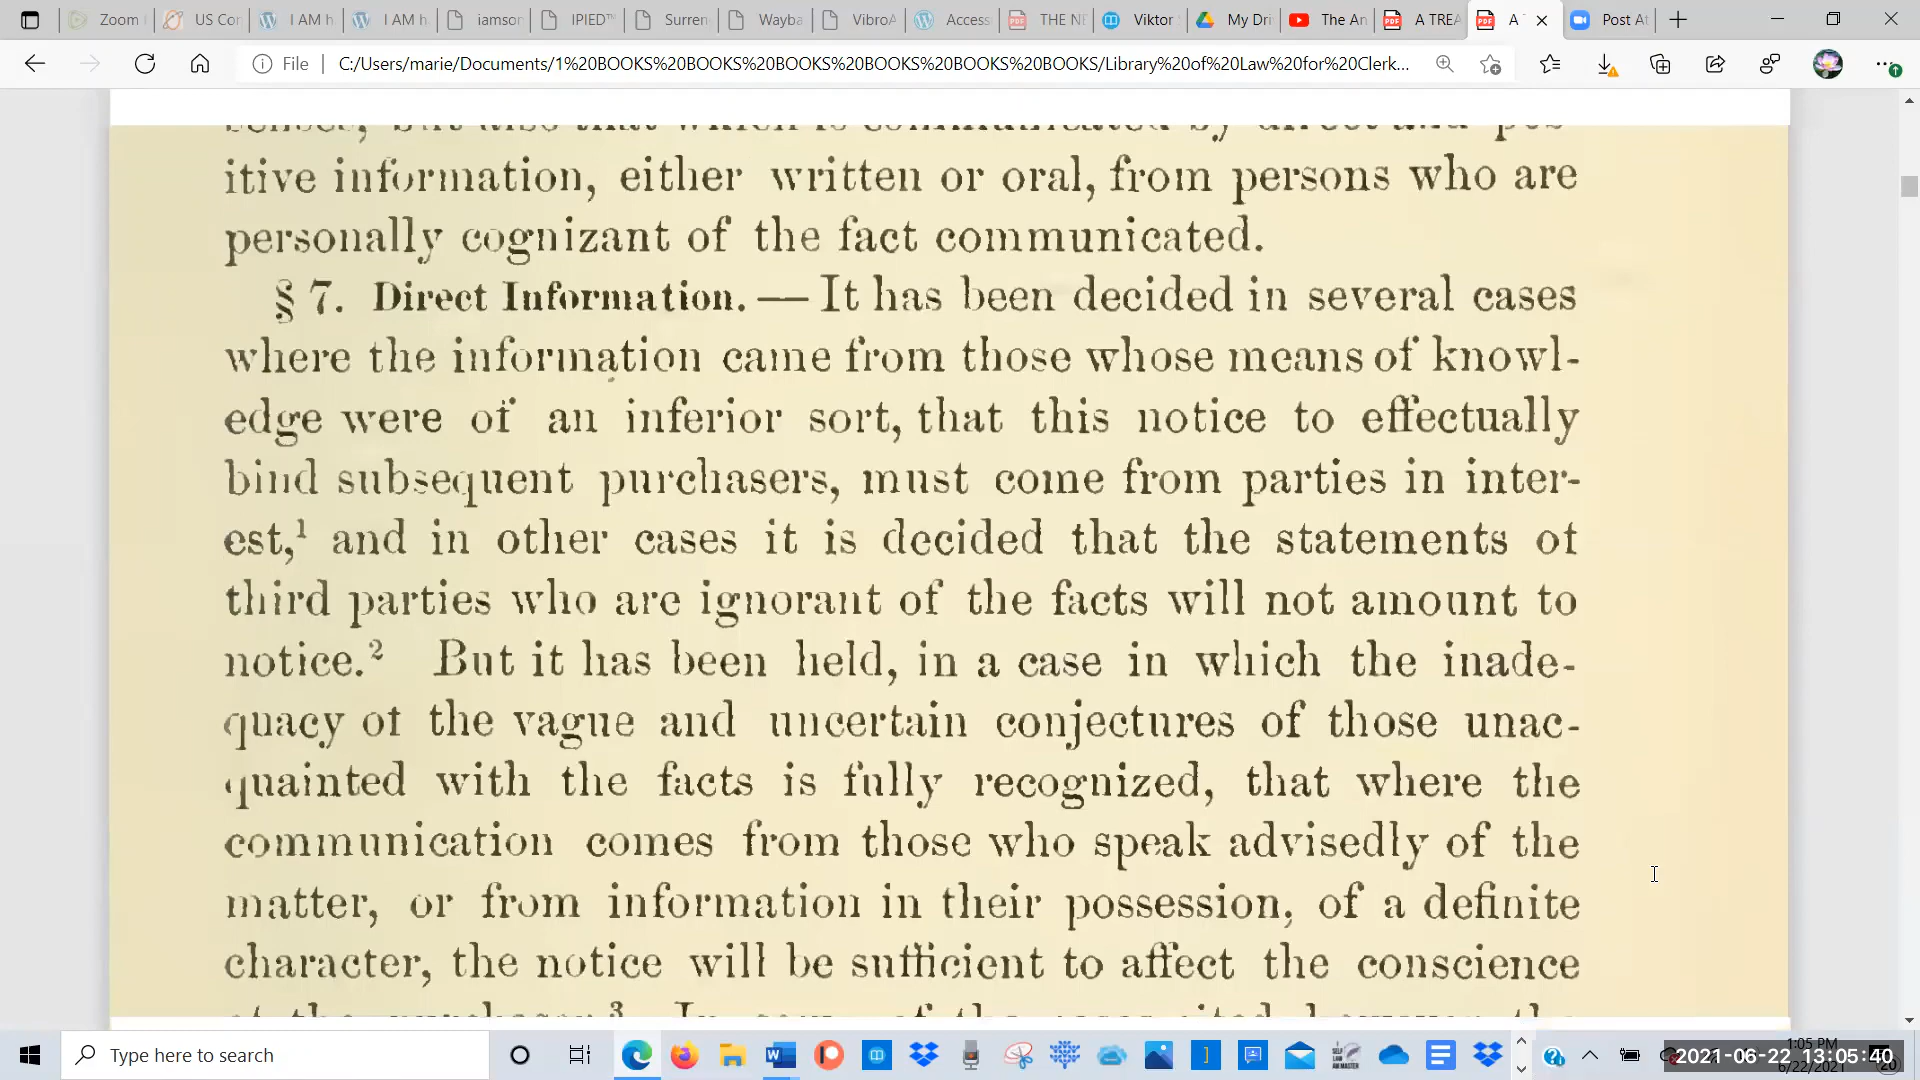 Zoom
US Con
I AM h
I AM h
iamson
IPIED™
Surren
Wayba
VibroA
Access
THE NE
Viktor
My Dri
The An
A TREA
A
Post At
File
C:/Users/marie/Documents/1%20BOOKS%20BOOKS%20BOOKS%20BOOKS%20BOOKS%20BOOKS/Library%20of%20Law%20for%20Clerk...
itive information, either written or oral, from persons who are
personally cognizant of the fact communicated.
§ 7. Direct Information. — It has been decided in several cases
where the information came from those whose means of knowl-
edge were of an inferior sort, that this notice to effectually
bind subsequent purchasers, must come from parties in inter-
est,¹ and in other cases it is decided that the statements of
third parties who are ignorant of the facts will not amount to
notice.² But it has been held, in a case in which the inade-
quacy of the vague and uncertain conjectures of those unac-
quainted with the facts is fully recognized, that where the
communication comes from those who speak advisedly of the
matter, or from information in their possession, of a definite
character, the notice will be sufficient to affect the conscience
Type here to search
1:05 PM
2021-06-22 13:05:40